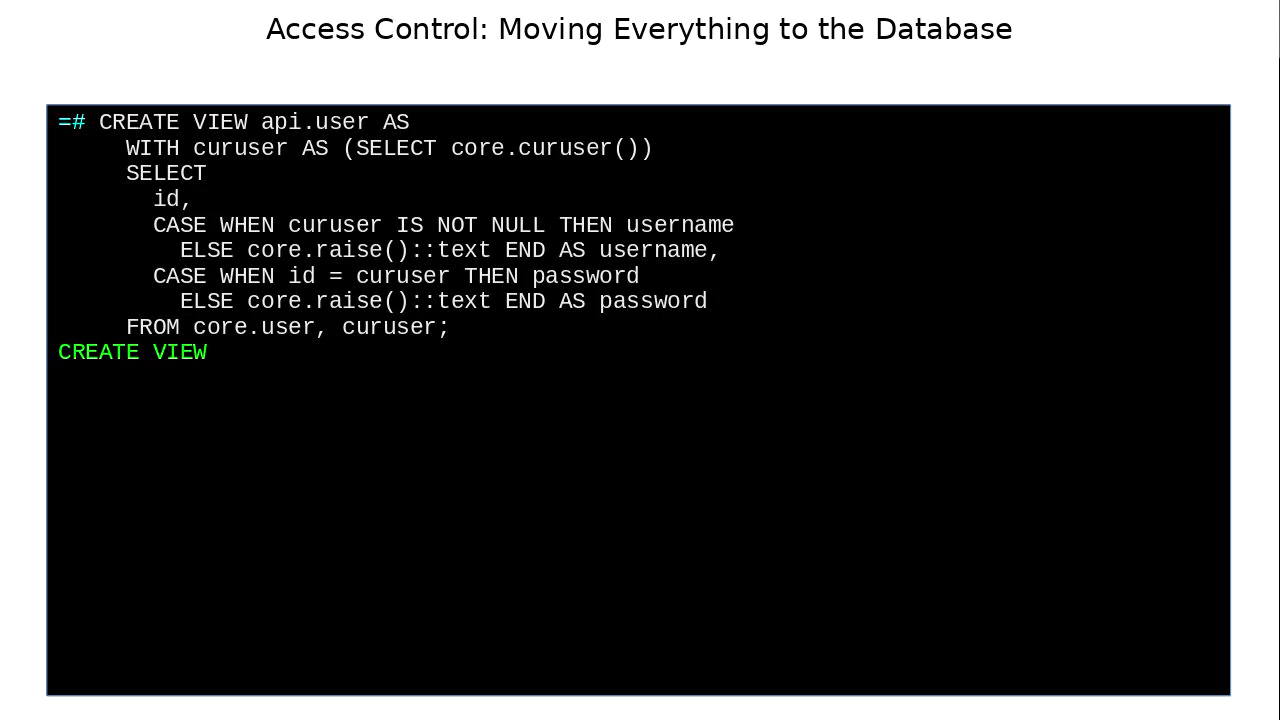 Access Control: Moving Everything to the Database
=# CREATE VIEW api.user AS
WITH curuser AS (SELECT core.curuser())
SELECT
id,
CASE WHEN curuser IS NOT NULL THEN username
ELSE core.raise()::text END AS username,
CASE WHEN id = curuser THEN password
ELSE core.raise()::text END AS password
FROM core.user, curuser;
CREATE VIEW